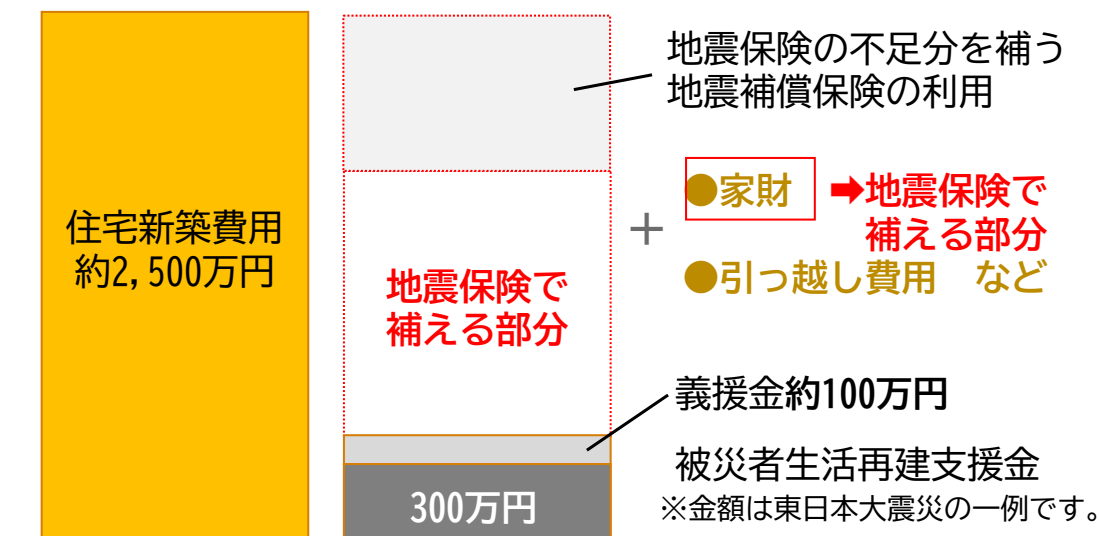 住宅新築費用
約2,500万円
地震保険の不足分を補う
地震補償保険の利用
地震保険で
補える部分
＋
●家財 ➡地震保険で
補える部分
●引っ越し費用　など
義援金約100万円
被災者生活再建支援金
※金額は東日本大震災の一例です。
300万円